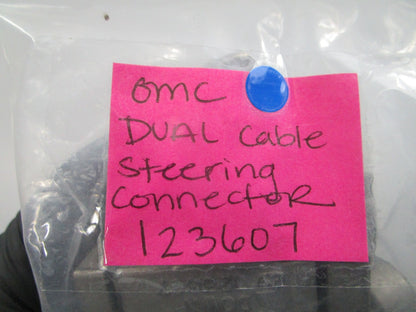 OMC
DUAL Cable
Steering
Connector
123607